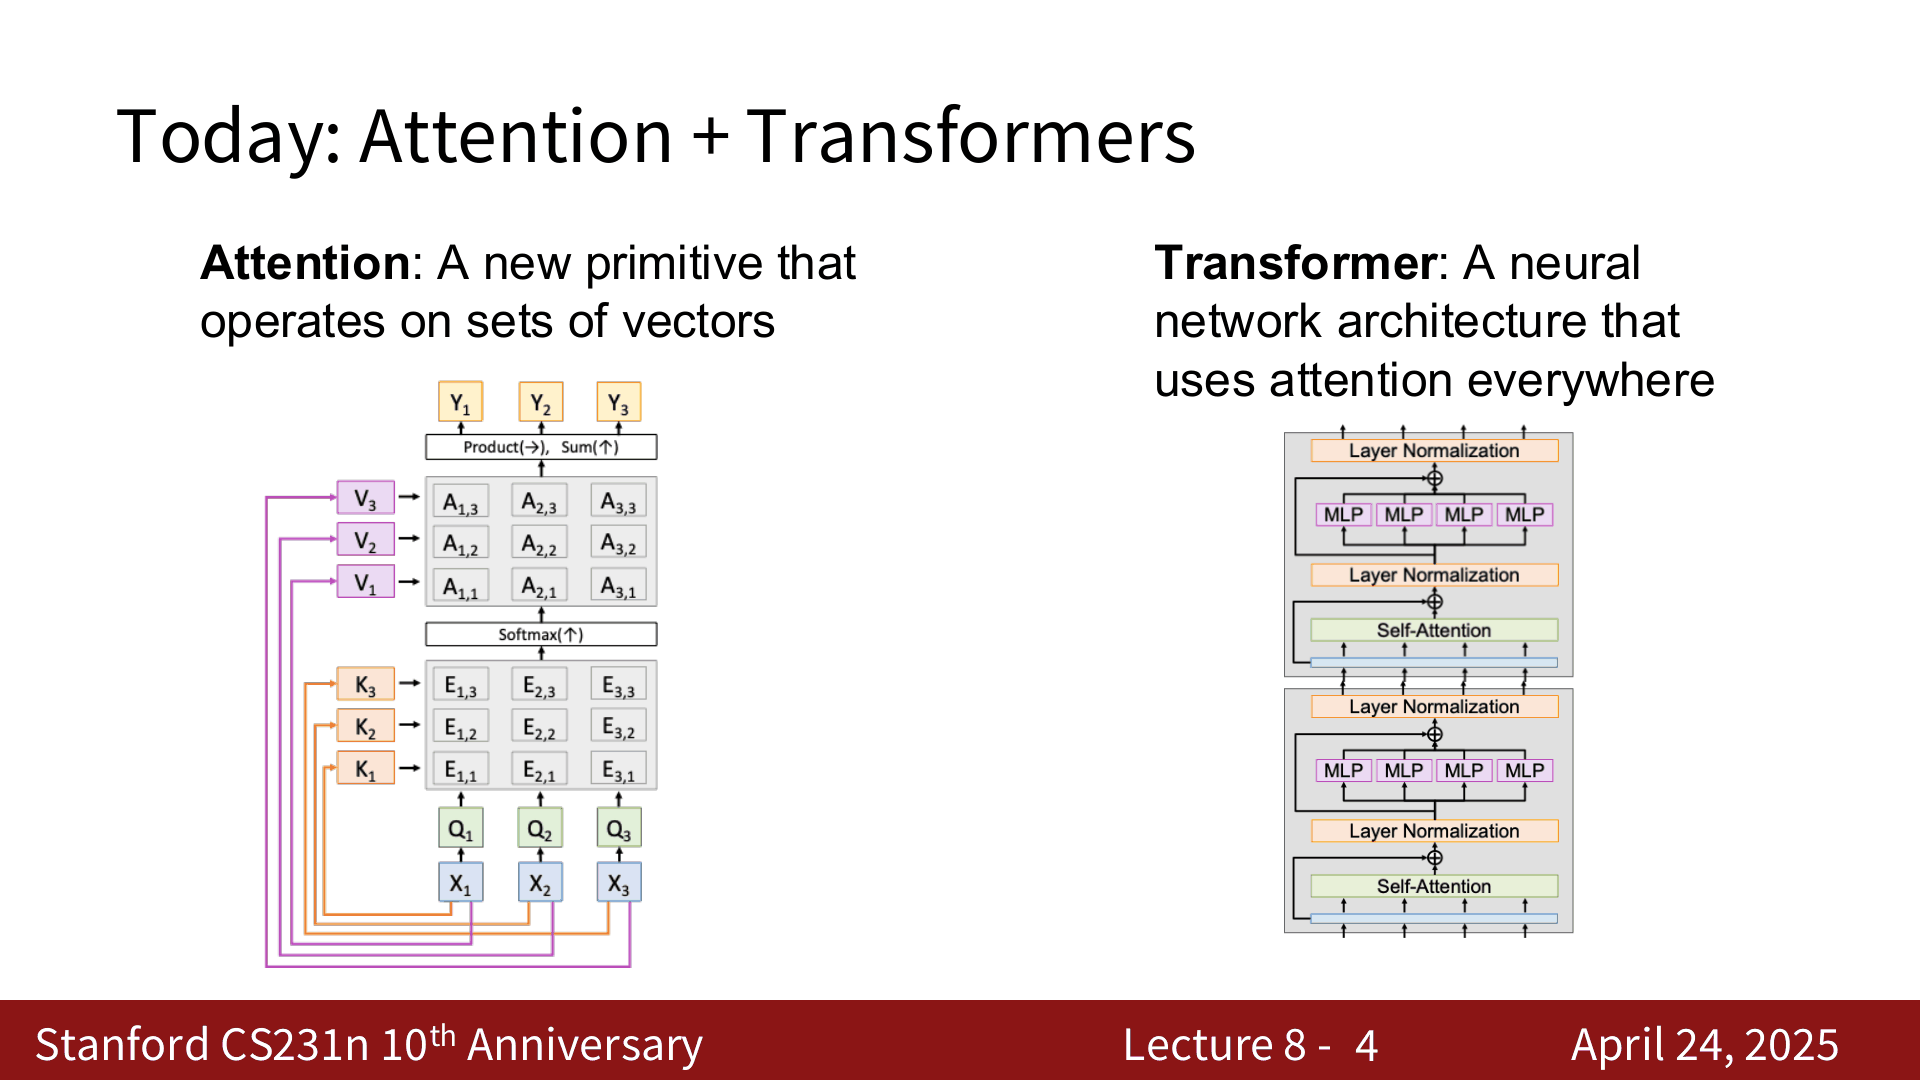 Today: Attention + Transformers
Attention: A new primitive that
operates on sets of vectors
Y1 Y2 Y3
Product(→), Sum(↑)
V3 A1,3 A2,3 A3,3
V2 A1,2 A2,2 A3,2
V1 A1,1 A2,1 A3,1
Softmax(↑)
K3 E1,3 E2,3 E3,3
K2 E1,2 E2,2 E3,2
K1 E1,1 E2,1 E3,1
Q1 Q2 Q3
X1 X2 X3
Transformer: A neural
network architecture that
uses attention everywhere
Layer Normalization
MLP MLP MLP MLP
Layer Normalization
Self-Attention
Layer Normalization
MLP MLP MLP MLP
Layer Normalization
Self-Attention
Stanford CS231n 10th Anniversary Lecture 8 - 4 April 24, 2025